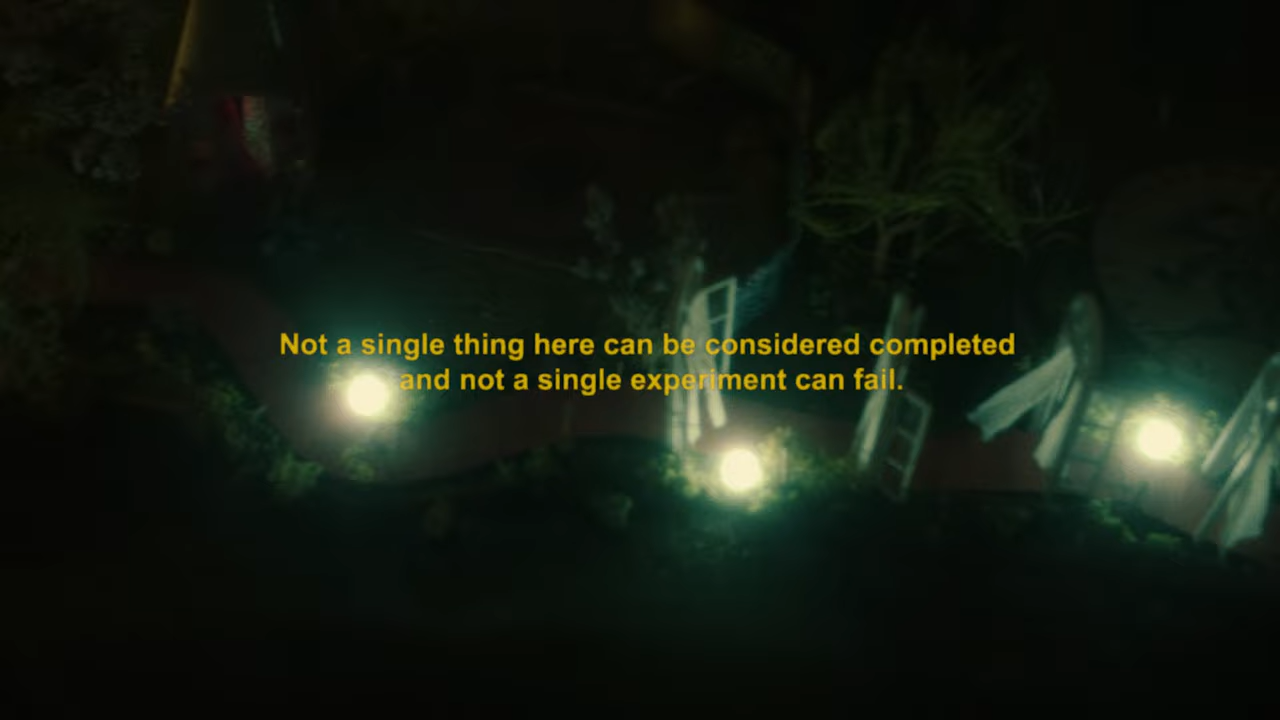 Not a single thing here can be considered completed
and not a single experiment can fail.